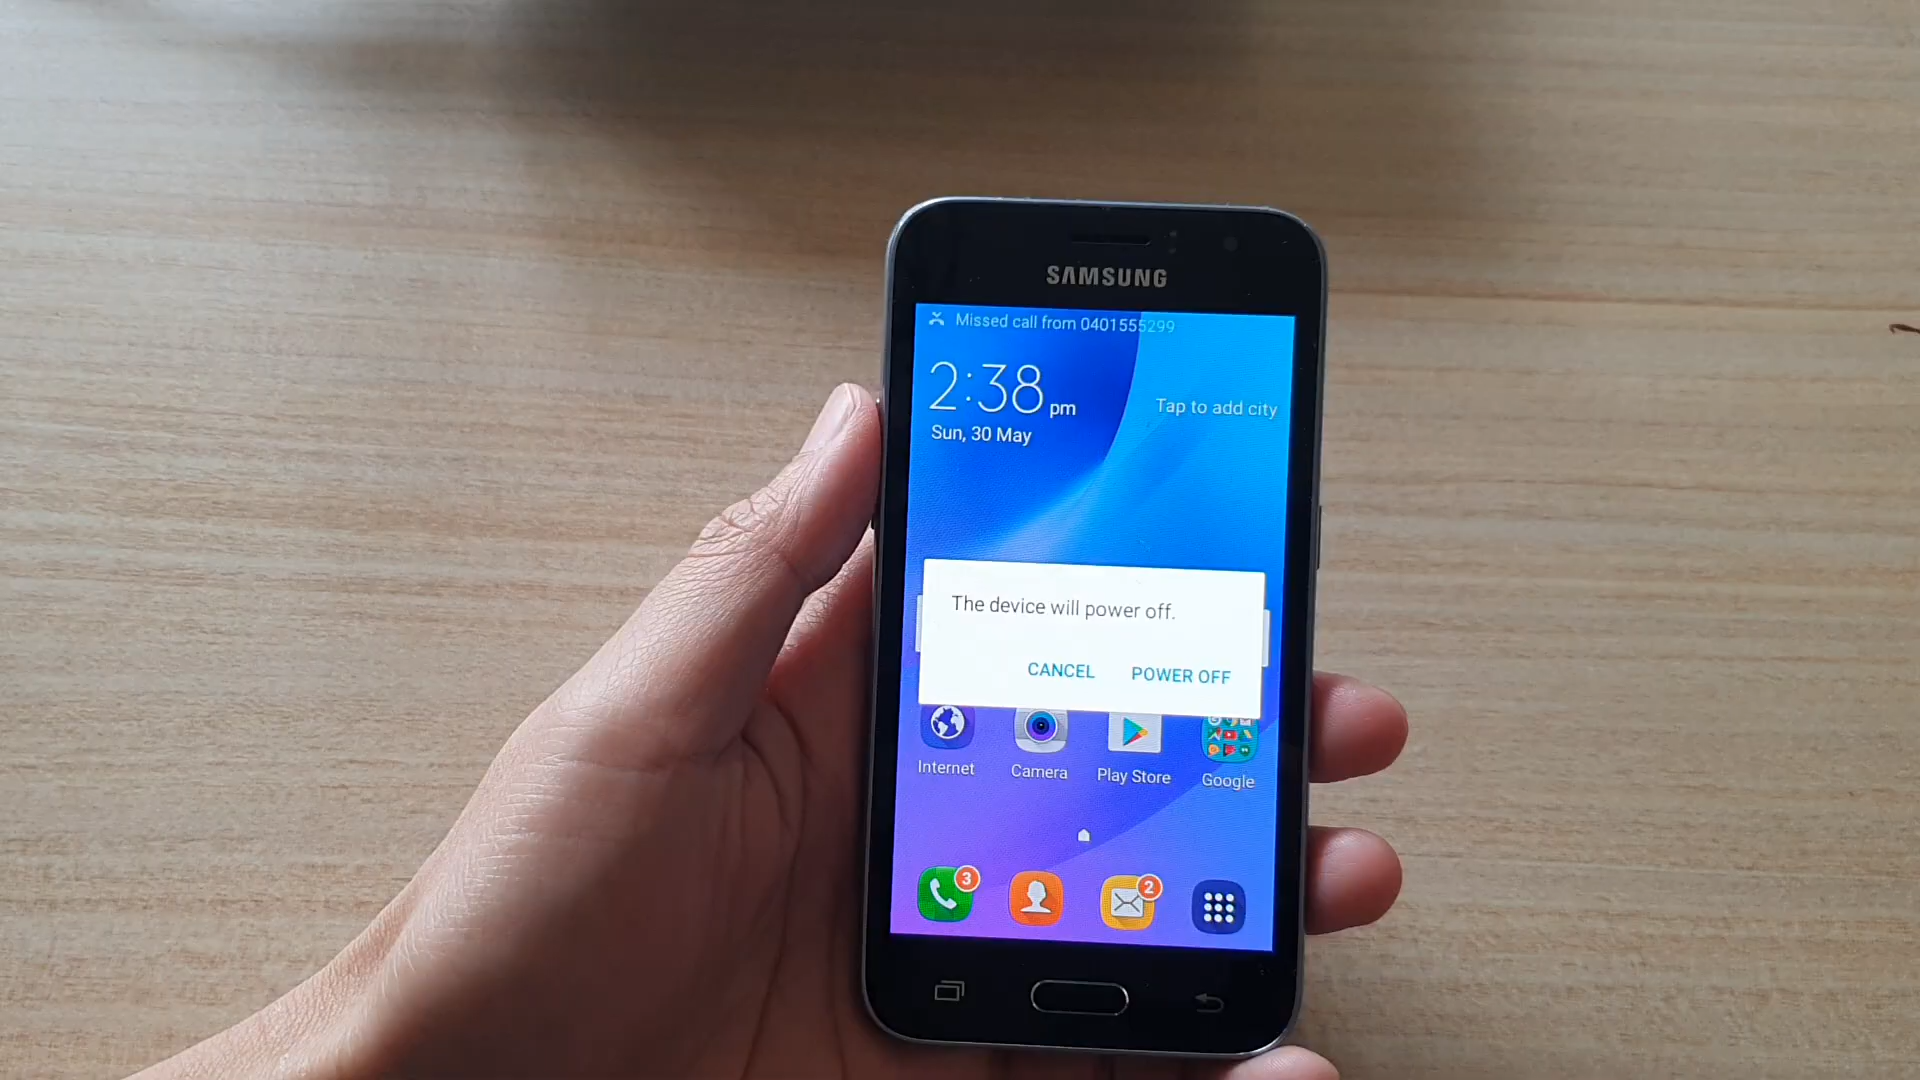 SAMSUNG
Missed call from 0401555299
2:38 pm
Tap to add city
Sun, 30 May
The device will power off.
CANCEL POWER OFF
Internet Camera Play Store Google
3 2